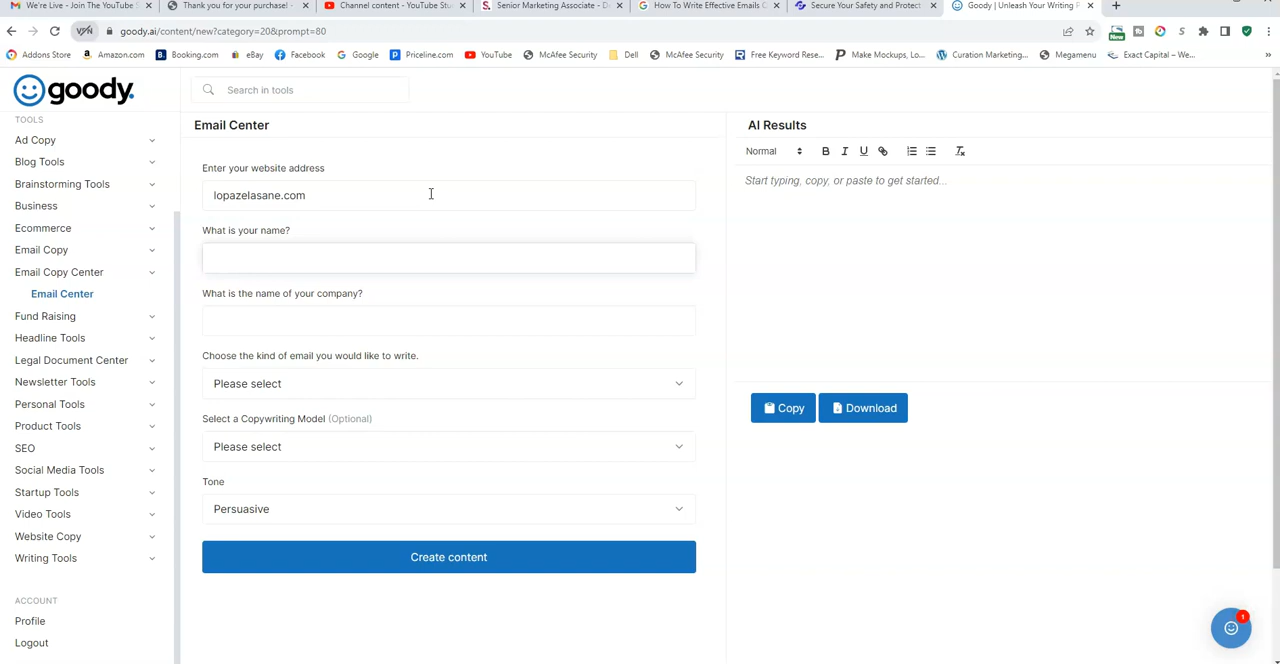 We're Live - Join The YouTube S
Thank you for your purchase! -
Channel content - YouTube Stu
Senior Marketing Associate - De
How To Write Effective Emails C
Secure Your Safety and Protect
Goody | Unleash Your Writing P
VPN
goody.ai/content/new?category=20&prompt=80
New
Addons Store
Amazon.com
Booking.com
eBay
Facebook
Google
Priceline.com
YouTube
McAfee Security
Dell
McAfee Security
Free Keyword Rese...
Make Mockups, Lo...
Curation Marketing...
Megamenu
Exact Capital – We...
goody.
Search in tools
TOOLS
Ad Copy
Blog Tools
Brainstorming Tools
Business
Ecommerce
Email Copy
Email Copy Center
Email Center
Fund Raising
Headline Tools
Legal Document Center
Newsletter Tools
Personal Tools
Product Tools
SEO
Social Media Tools
Startup Tools
Video Tools
Website Copy
Writing Tools
ACCOUNT
Profile
Logout
Email Center
Enter your website address
lopazelasane.com
What is your name?
What is the name of your company?
Choose the kind of email you would like to write.
Please select
Select a Copywriting Model (Optional)
Please select
Tone
Persuasive
Create content
AI Results
Normal
B I U
Start typing, copy, or paste to get started...
Copy
Download
1